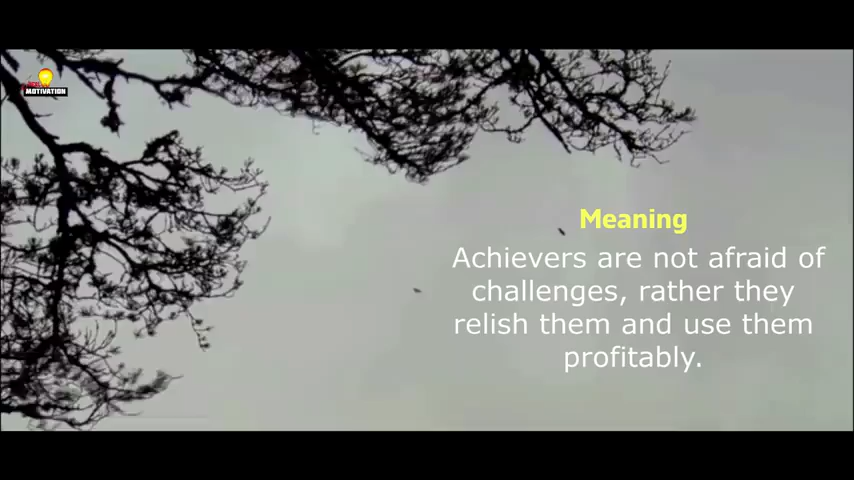 MOTIVATION
Meaning
Achievers are not afraid of
challenges, rather they
relish them and use them
profitably.